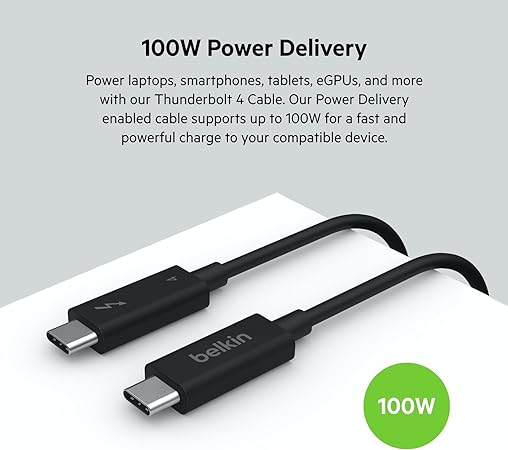 100W Power Delivery
Power laptops, smartphones, tablets, eGPUs, and more
with our Thunderbolt 4 Cable. Our Power Delivery
enabled cable supports up to 100W for a fast and
powerful charge to your compatible device.
4
belkin
100W